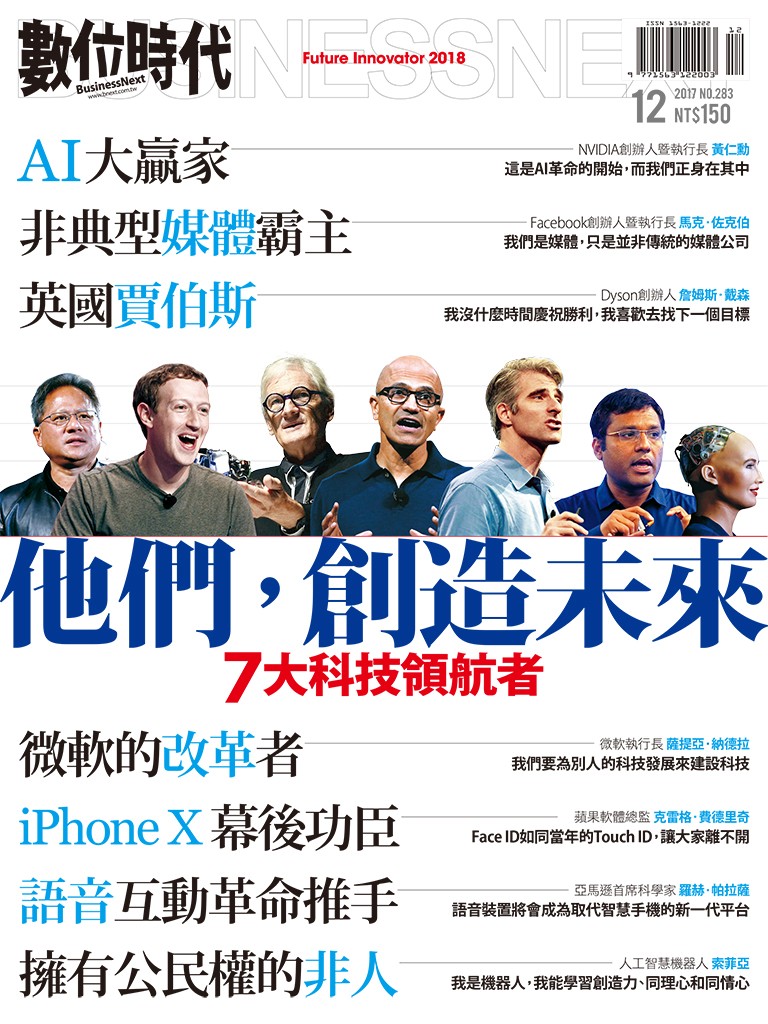 BUSINESSNEXT
數位時代
BusinessNext
www.bnext.com.tw
Future Innovator 2018
ISSN 1563-1222
12
9 771563 122003
12 2017 NO.283
NT$150
AI大贏家
NVIDIA創辦人暨執行長 黃仁勳
這是AI革命的開始，而我們正身在其中
非典型媒體霸主
Facebook創辦人暨執行長 馬克·佐克伯
我們是媒體，只是並非傳統的媒體公司
英國賈伯斯
Dyson創辦人 詹姆斯·戴森
我沒什麼時間慶祝勝利，我喜歡去找下一個目標
他們，創造未來
7大科技領航者
微軟的改革者
微軟執行長 薩提亞·納德拉
我們要為別人的科技發展來建設科技
iPhone X 幕後功臣
蘋果軟體總監 克雷格·費德里奇
Face ID如同當年的Touch ID，讓大家離不開
語音互動革命推手
亞馬遜首席科學家 羅赫·帕拉薩
語音裝置將會成為取代智慧手機的新一代平台
擁有公民權的非人
人工智慧機器人 索菲亞
我是機器人，我能學習創造力、同理心和同情心